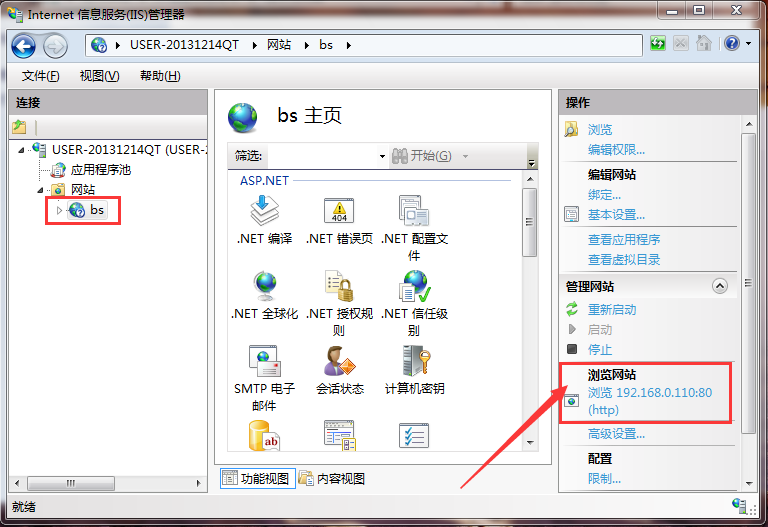 Internet 信息服务(IIS)管理器
USER-20131214QT
网站
bs
文件(F)
视图(V)
帮助(H)
连接
USER-20131214QT (USER-2
应用程序池
网站
bs
bs 主页
筛选:
开始(G)
ASP.NET
.NET 编译
.NET 错误页
.NET 配置文
件
.NET 全球化
.NET 授权规
则
.NET 信任级
别
SMTP 电子
邮件
会话状态
计算机密钥
功能视图
内容视图
操作
浏览
编辑权限...
编辑网站
绑定...
基本设置...
查看应用程序
查看虚拟目录
管理网站
重新启动
启动
停止
浏览网站
浏览 192.168.0.110:80
(http)
高级设置...
配置
限制...
就绪